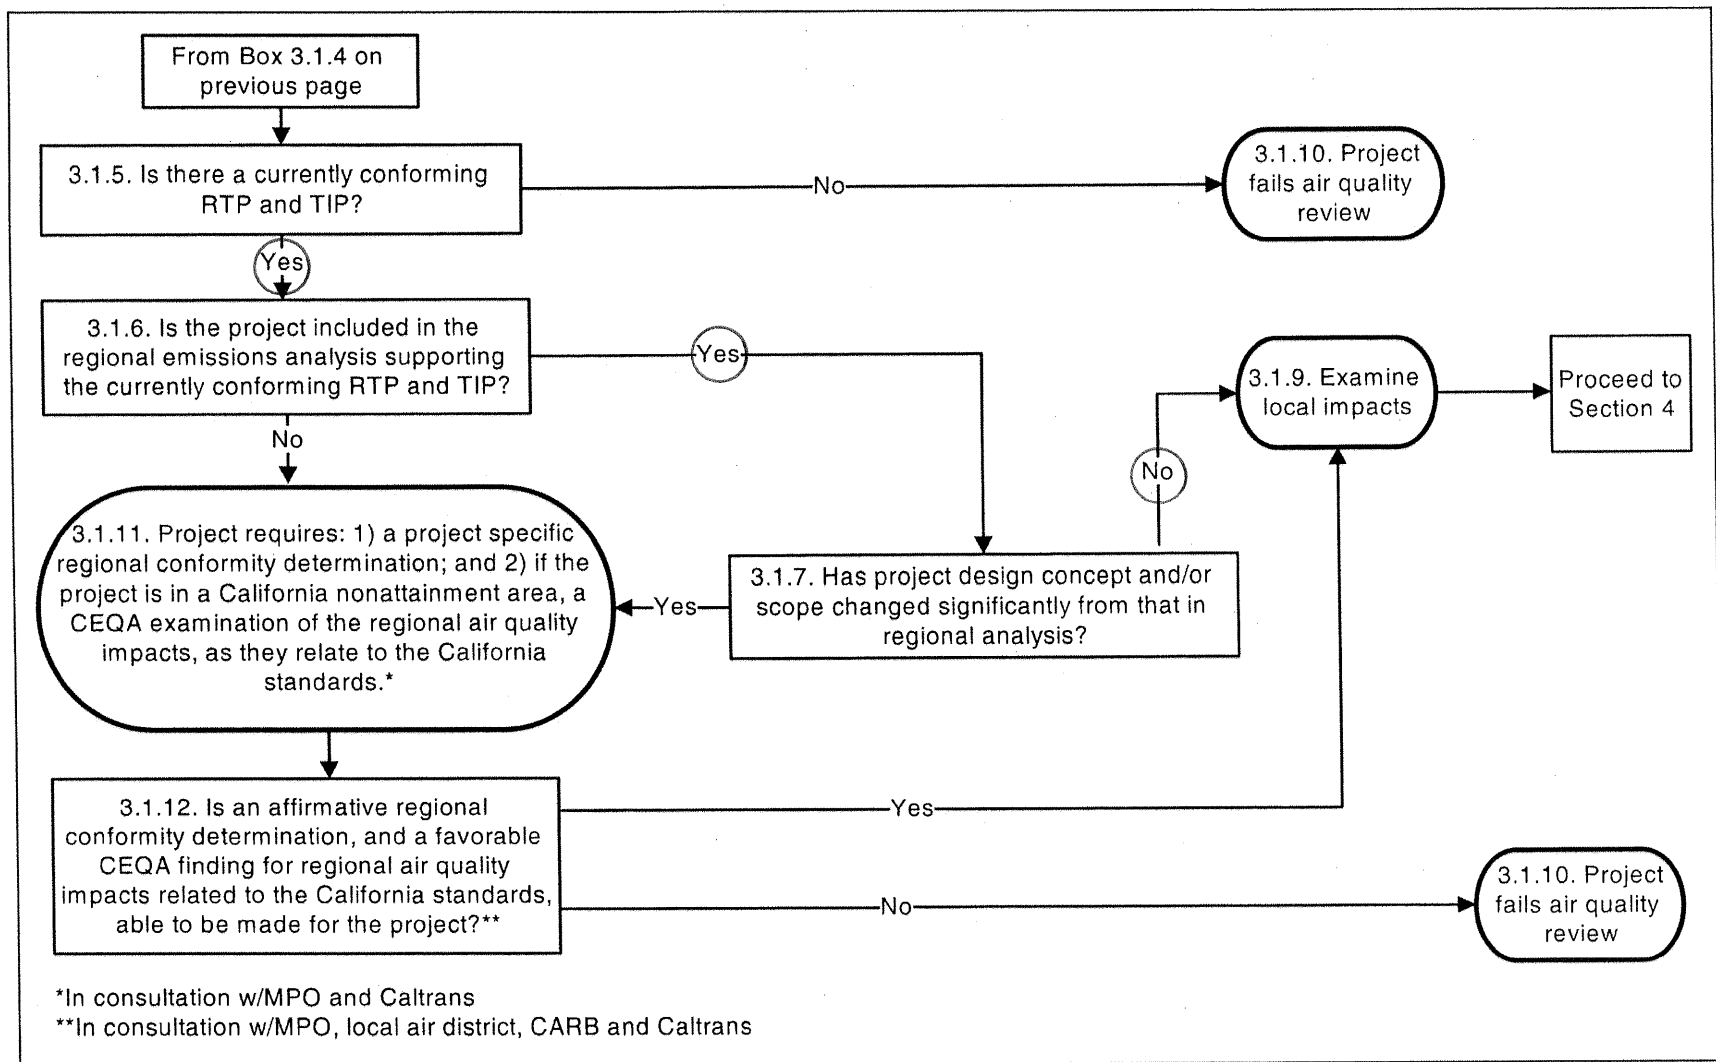 From Box 3.1.4 on
previous page
3.1.5. Is there a currently conforming
RTP and TIP?
No
3.1.10. Project
fails air quality
review
Yes
3.1.6. Is the project included in the
regional emissions analysis supporting
the currently conforming RTP and TIP?
Yes
3.1.9. Examine
local impacts
Proceed to
Section 4
No
No
3.1.11. Project requires: 1) a project specific
regional conformity determination; and 2) if the
project is in a California nonattainment area, a
CEQA examination of the regional air quality
impacts, as they relate to the California
standards.*
Yes
3.1.7. Has project design concept and/or
scope changed significantly from that in
regional analysis?
3.1.12. Is an affirmative regional
conformity determination, and a favorable
CEQA finding for regional air quality
impacts related to the California standards,
able to be made for the project?**
Yes
No
3.1.10. Project
fails air quality
review
*In consultation w/MPO and Caltrans
**In consultation w/MPO, local air district, CARB and Caltrans